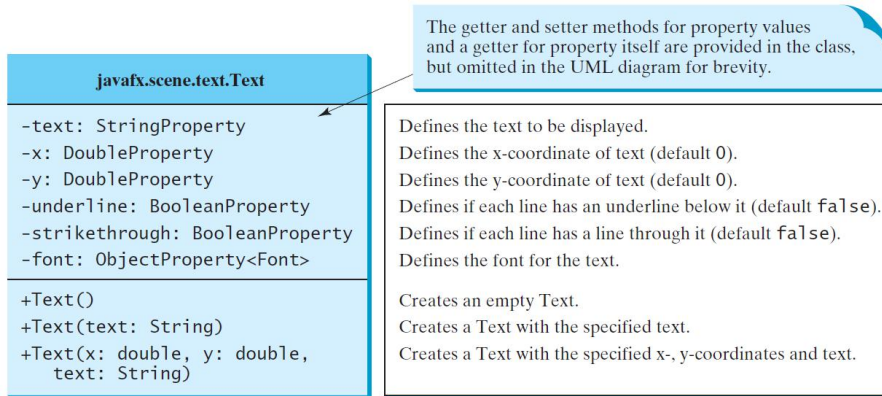 The getter and setter methods for property values
and a getter for property itself are provided in the class,
but omitted in the UML diagram for brevity.
javafx.scene.text.Text
-text: StringProperty
-x: DoubleProperty
-y: DoubleProperty
-underline: BooleanProperty
-strikethrough: BooleanProperty
-font: ObjectProperty<Font>
Defines the text to be displayed.
Defines the x-coordinate of text (default 0).
Defines the y-coordinate of text (default 0).
Defines if each line has an underline below it (default false).
Defines if each line has a line through it (default false).
Defines the font for the text.
+Text()
+Text(text: String)
+Text(x: double, y: double,
text: String)
Creates an empty Text.
Creates a Text with the specified text.
Creates a Text with the specified x-, y-coordinates and text.